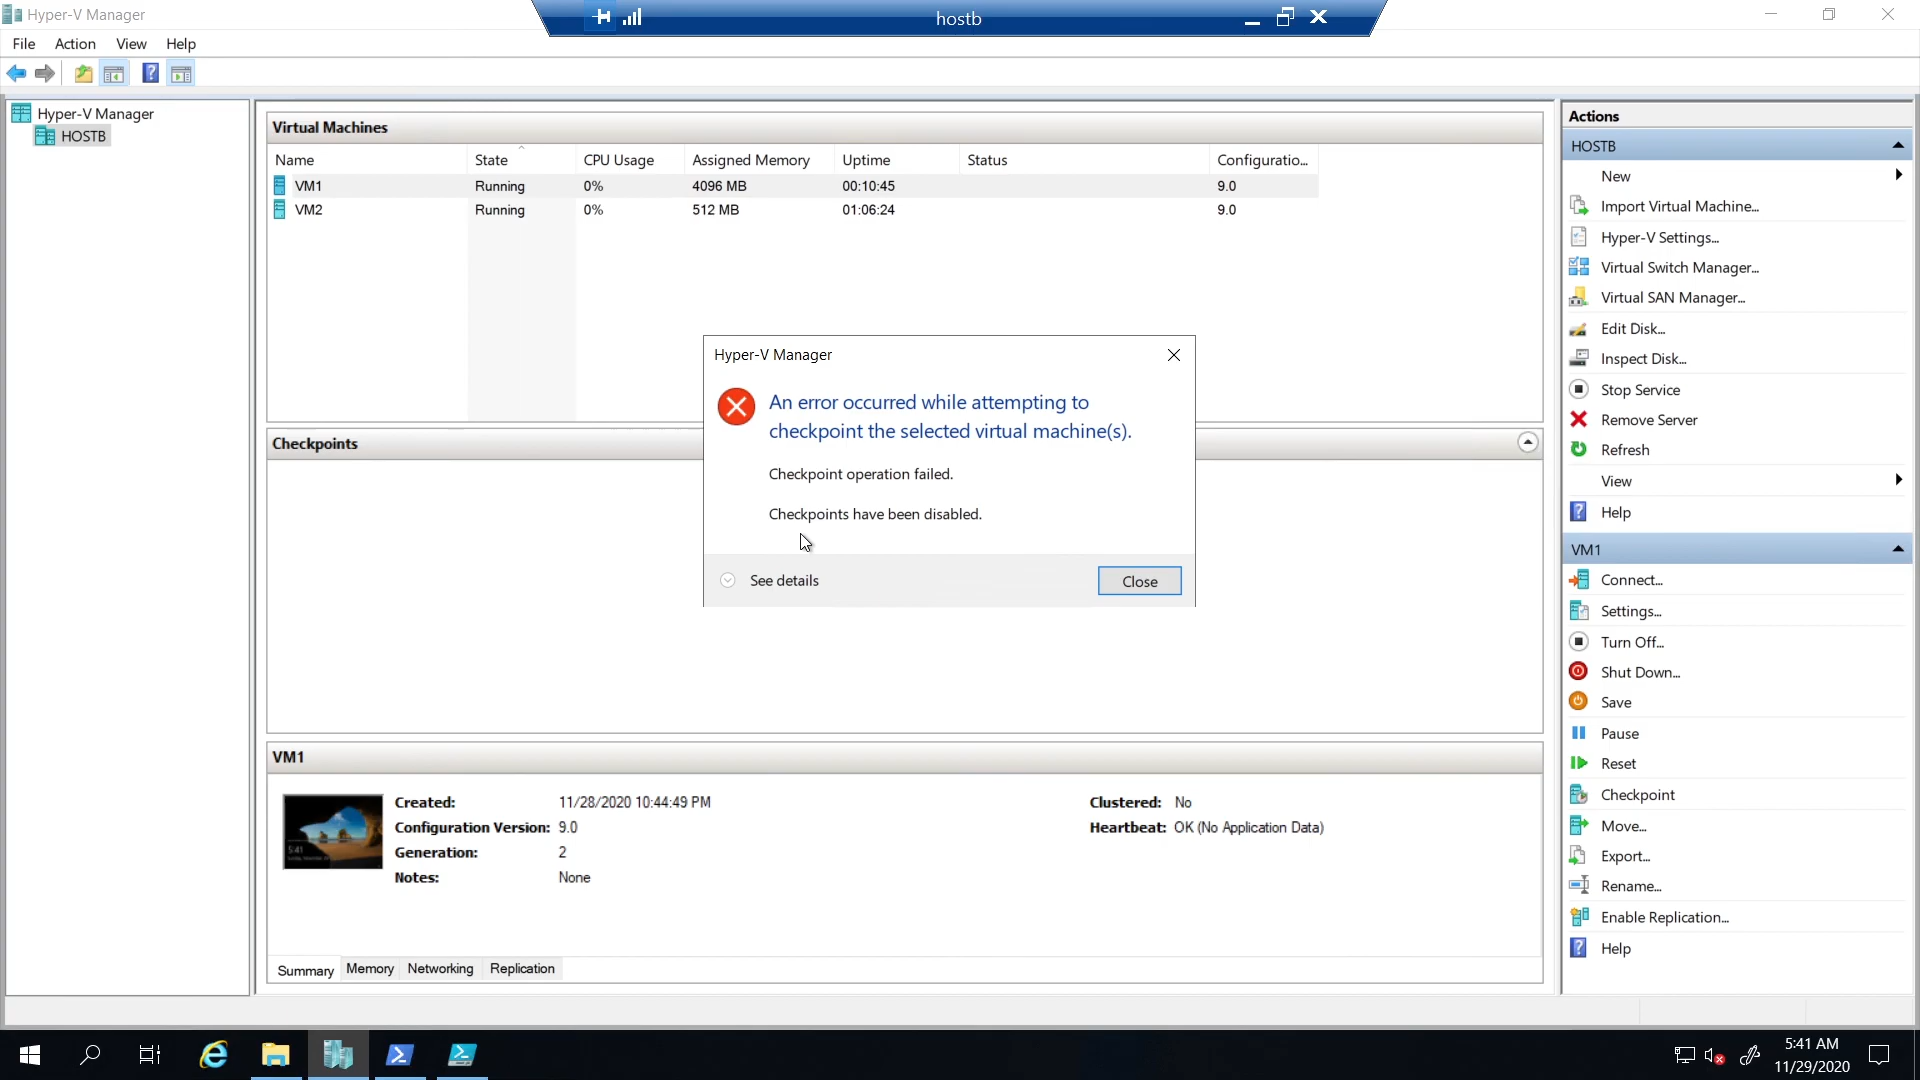 Hyper-V Manager
hostb
File Action View Help
Hyper-V Manager
HOSTB
Virtual Machines
Name State CPU Usage Assigned Memory Uptime Status Configuratio...
VM1 Running 0% 4096 MB 00:10:45 9.0
VM2 Running 0% 512 MB 01:06:24 9.0
Checkpoints
Hyper-V Manager
An error occurred while attempting to
checkpoint the selected virtual machine(s).
Checkpoint operation failed.
Checkpoints have been disabled.
See details
Close
VM1
Created: 11/28/2020 10:44:49 PM
Configuration Version: 9.0
Generation: 2
Notes: None
Clustered: No
Heartbeat: OK (No Application Data)
5:41
Summary Memory Networking Replication
Actions
HOSTB
New
Import Virtual Machine...
Hyper-V Settings...
Virtual Switch Manager...
Virtual SAN Manager...
Edit Disk...
Inspect Disk...
Stop Service
Remove Server
Refresh
View
Help
VM1
Connect...
Settings...
Turn Off...
Shut Down...
Save
Pause
Reset
Checkpoint
Move...
Export...
Rename...
Enable Replication...
Help
5:41 AM
11/29/2020